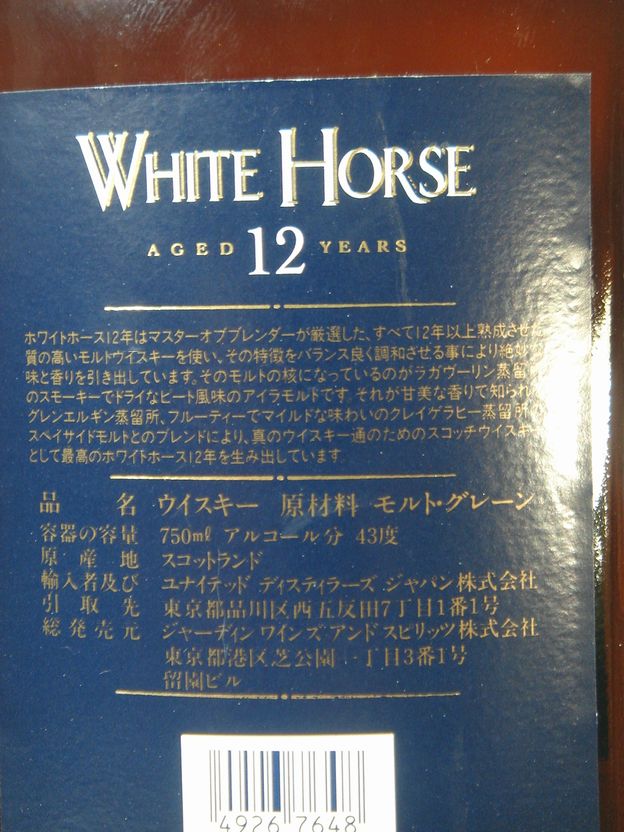 WHITE HORSE
AGED 12 YEARS
ホワイトホース12年はマスターオブブレンダーが厳選した、すべて12年以上熟成させた
質の高いモルトウイスキーを使い、その特徴をバランス良く調和させる事により絶妙な
味と香りを引き出しています。そのモルトの核になっているのがラガヴーリン蒸留所
のスモーキーでドライなピート風味のアイラモルトです。それが甘美な香りで知られる
グレンエルギン蒸留所、フルーティーでマイルドな味わいのクレイゲラヒー蒸留所の
スペイサイドモルトとのブレンドにより、真のウイスキー通のためのスコッチウイスキー
として最高のホワイトホース12年を生み出しています。
品名 ウイスキー 原材料 モルト・グレーン
容器の容量 750ml アルコール分 43度
原産地 スコットランド
輸入者及び ユナイテッド ディスティラーズ ジャパン株式会社
引取先 東京都品川区西五反田7丁目1番1号
総発売元 ジャーディン ワインズ アンド スピリッツ株式会社
東京都港区芝公園一丁目3番1号
留園ビル
4926 7648